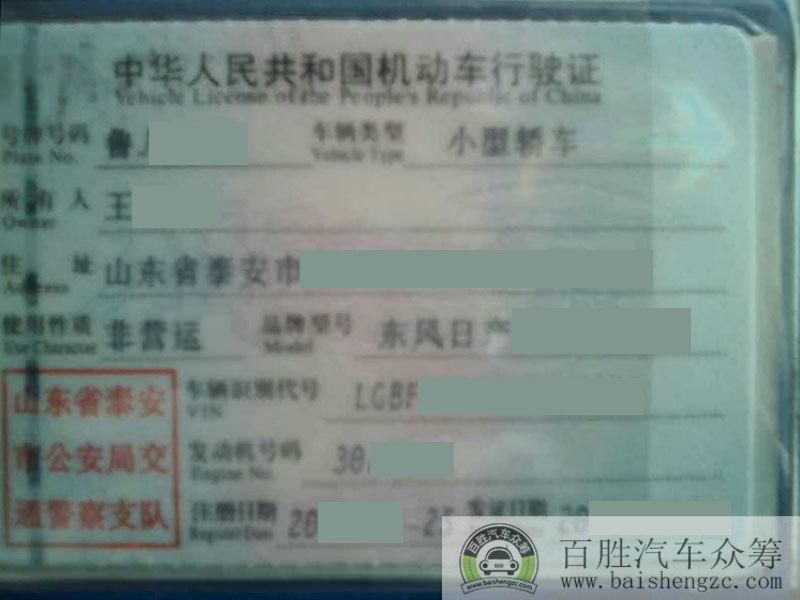 中华人民共和国机动车行驶证
Vehicle License of the People's Republic of China
号牌号码 鲁J 车辆类型 小型轿车
Plate No. Vehicle Type
所有人 王
Owner
住址 山东省泰安市
Address
使用性质 非营运 品牌型号 东风日产
Use Character Model
山东省泰安
市公安局交
通警察支队
车辆识别代号 LGBF
VIN
发动机号码 30
Engine No.
注册日期 20 -25 发证日期 20
Register Date
百胜汽车众筹
www.baishengzc.com
百胜汽车众筹
www.baishengzc.com